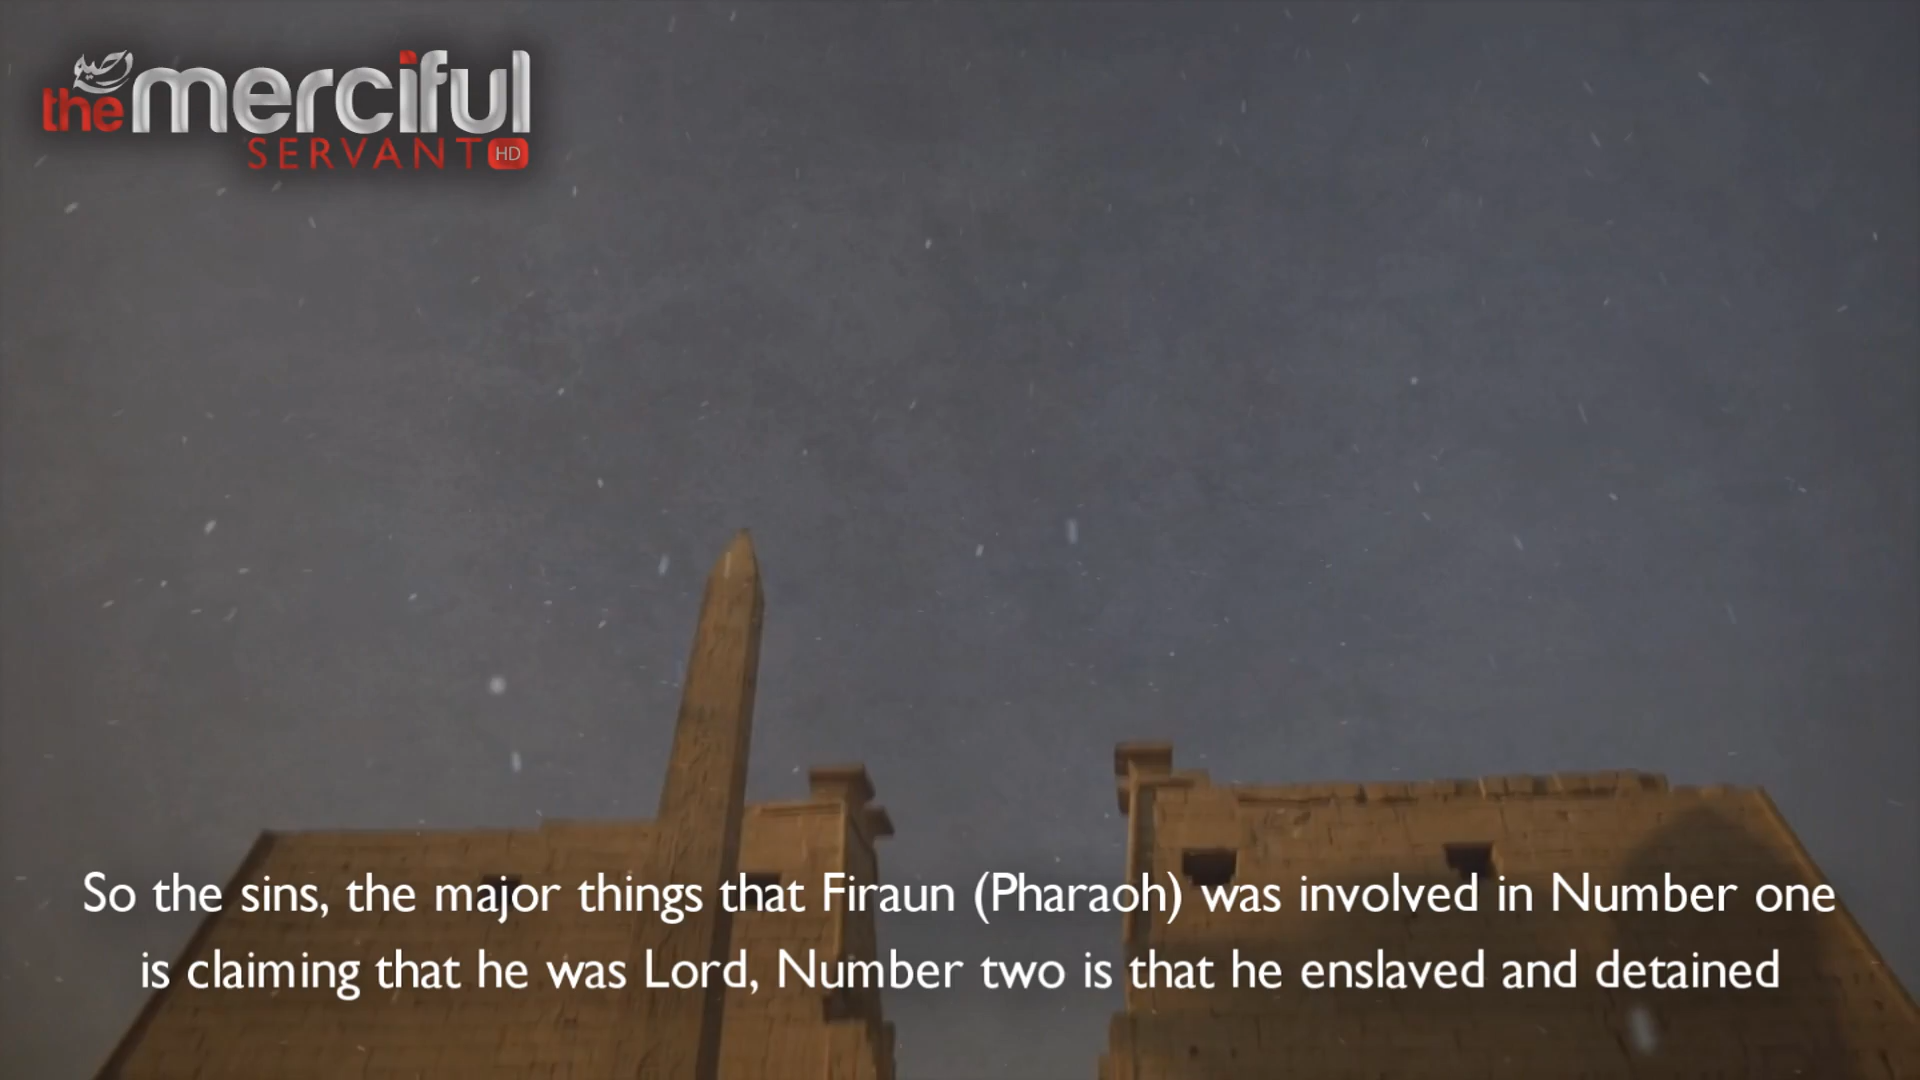 the merciful
SERVANT HD
So the sins, the major things that Firaun (Pharaoh) was involved in Number one
is claiming that he was Lord, Number two is that he enslaved and detained